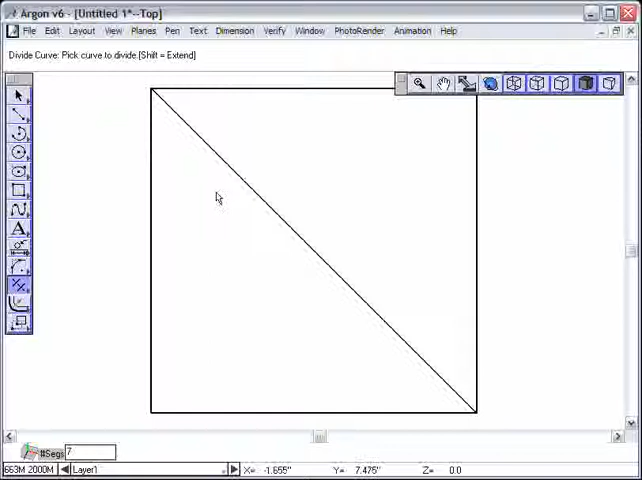 Argon v6 - [Untitled 1*--Top]
File Edit Layout View Planes Pen Text Dimension Verify Window PhotoRender Animation Help
Divide Curve: Pick curve to divide.[Shift = Extend]
A
#Segs 7
663M 2000M Layer1 X= -1.655" Y= 7.475" Z= 0.0